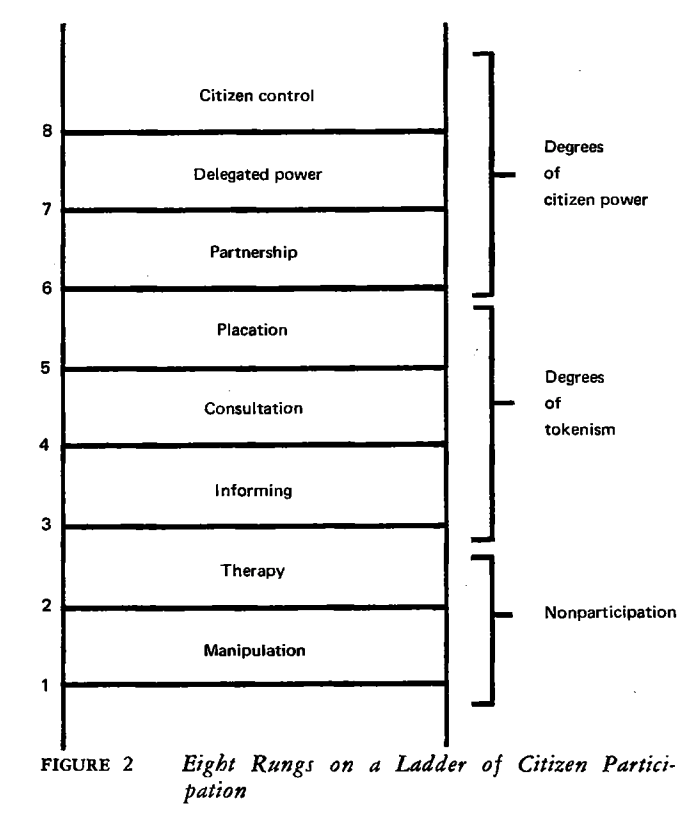 Citizen control
8
Delegated power
7
Partnership
6
Placation
5
Consultation
4
Informing
3
Therapy
2
Manipulation
1
Degrees
of
citizen power
Degrees
of
tokenism
Nonparticipation
FIGURE 2 Eight Rungs on a Ladder of Citizen Partici-
pation